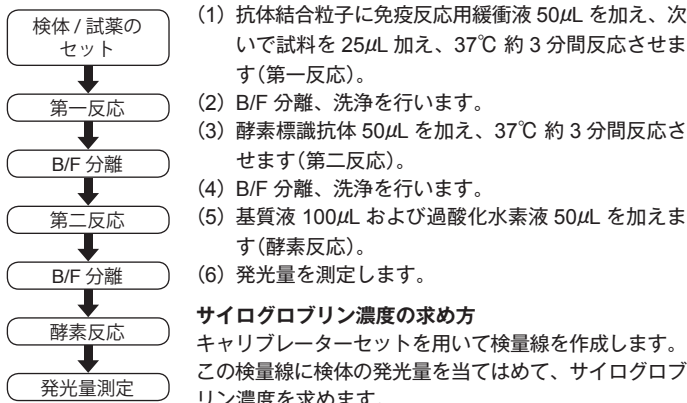 検体 / 試薬の
セット
第一反応
B/F 分離
第二反応
B/F 分離
酵素反応
発光量測定
(1) 抗体結合粒子に免疫反応用緩衝液 50μL を加え、次
いで試料を 25μL 加え、37℃ 約 3 分間反応させま
す(第一反応)。
(2) B/F 分離、洗浄を行います。
(3) 酵素標識抗体 50μL を加え、37℃ 約 3 分間反応さ
せます(第二反応)。
(4) B/F 分離、洗浄を行います。
(5) 基質液 100μL および過酸化水素液 50μL を加えま
す(酵素反応)。
(6) 発光量を測定します。
サイログロブリン濃度の求め方
キャリブレーターセットを用いて検量線を作成します。
この検量線に検体の発光量を当てはめて、サイログロブ
リン濃度を求めます。